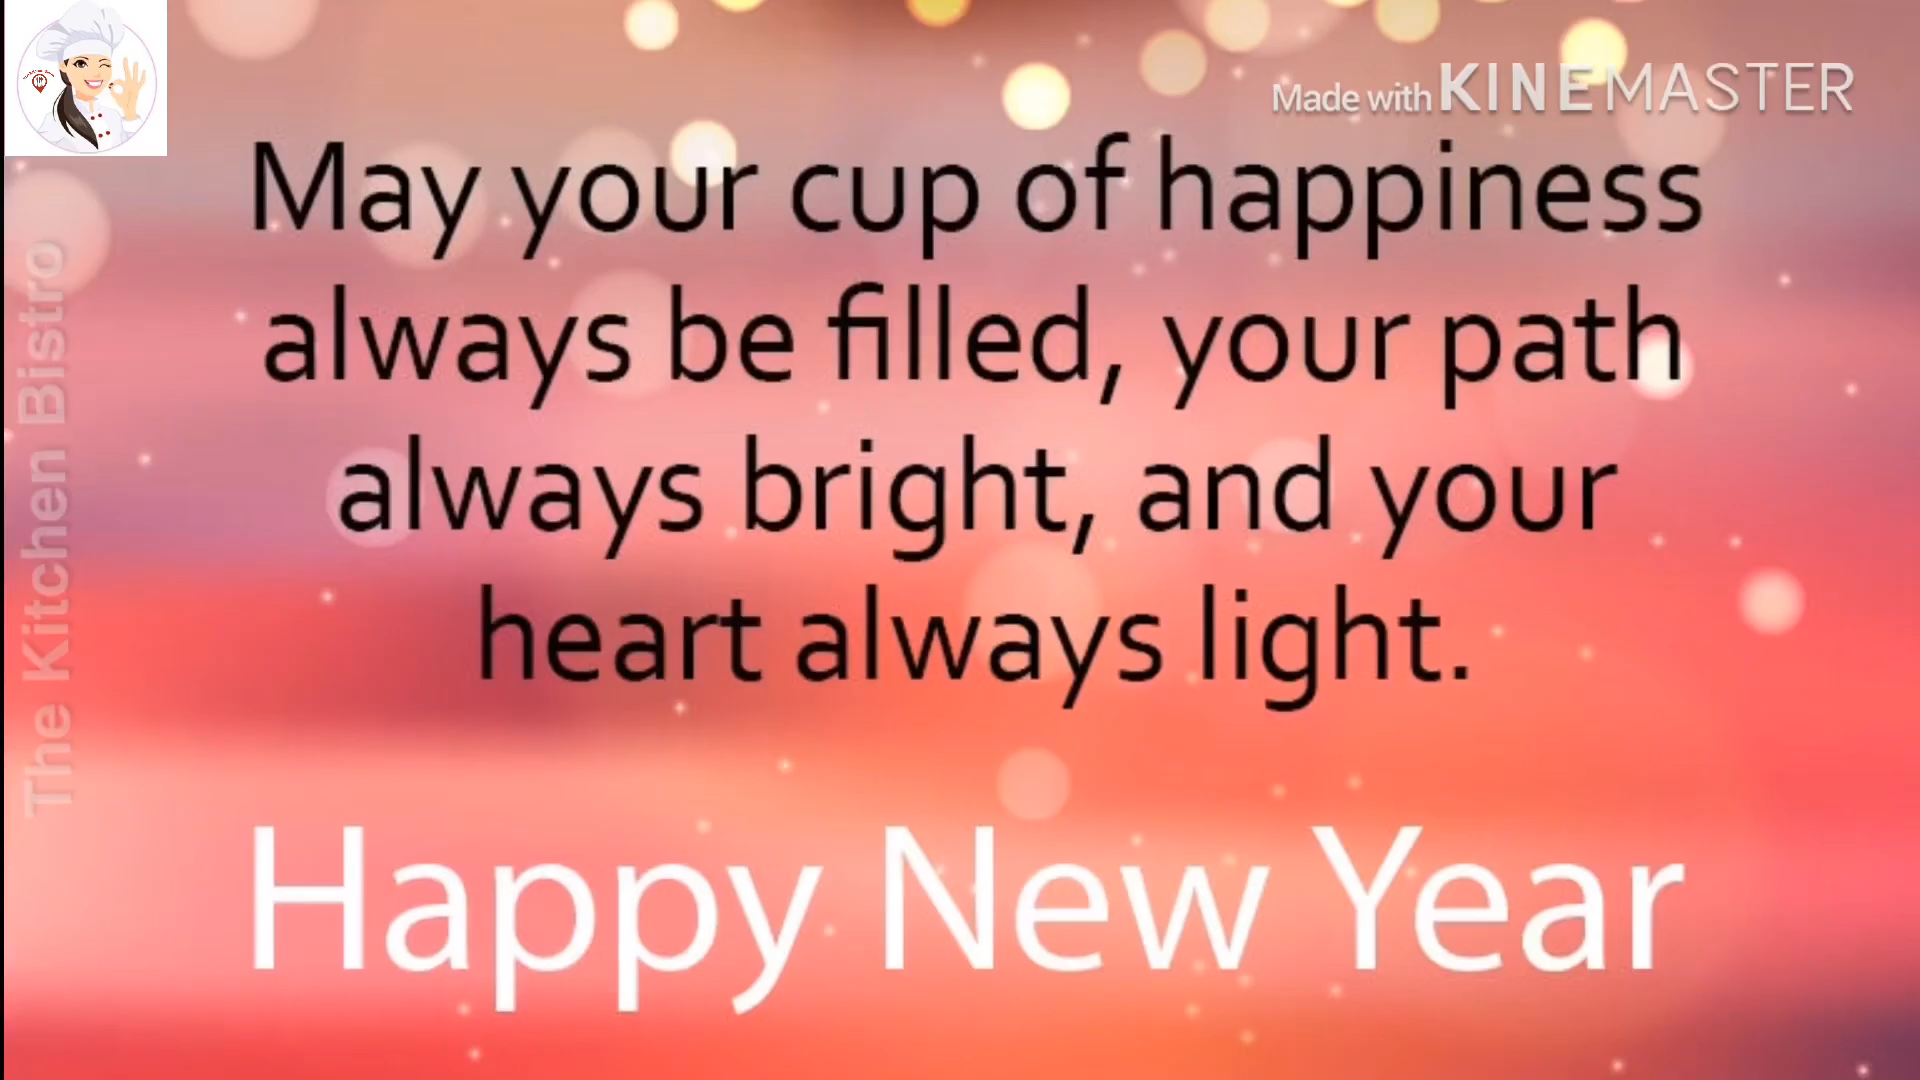 Made with KINEMASTER
May your cup of happiness
always be filled, your path
always bright, and your
heart always light.
Happy New Year
The Kitchen Bistro